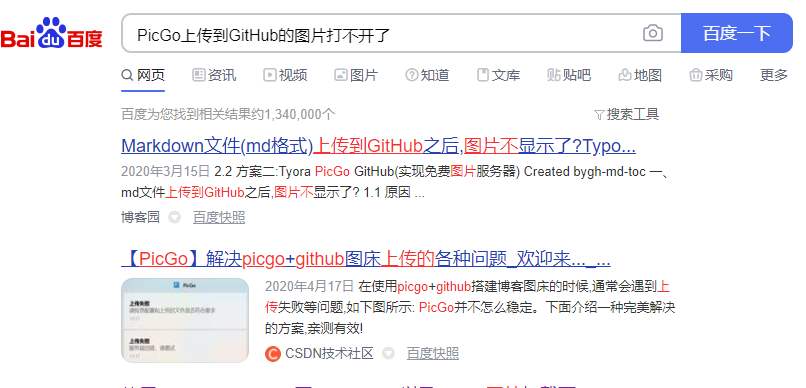 Bai du 百度
PicGo上传到GitHub的图片打不开了
百度一下
网页 资讯 视频 图片 知道 文库 贴吧 地图 采购 更多
百度为您找到相关结果约1,340,000个
搜索工具
Markdown文件(md格式)上传到GitHub之后,图片不显示了?Typo...
2020年3月15日 2.2 方案二:Tyora PicGo GitHub(实现免费图片服务器) Created bygh-md-toc 一、
md文件上传到GitHub之后,图片不显示了? 1.1 原因 ...
博客园 百度快照
【PicGo】解决picgo+github图床上传的各种问题_欢迎来..._...
PicGo
上传失败
上传失败
2020年4月17日 在使用picgo+github搭建博客图床的时候,通常会遇到上
传失败等问题,如下图所示: PicGo并不怎么稳定。下面介绍一种完美解决
的方案,亲测有效!
CSDN技术社区 百度快照